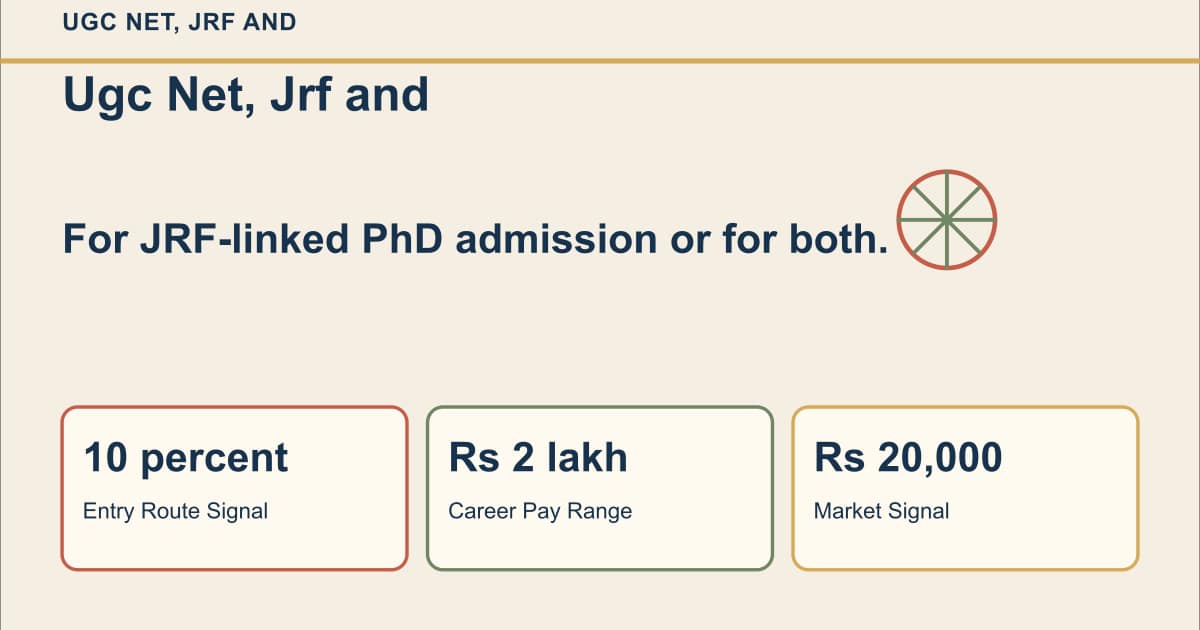 UGC NET, JRF AND
Ugc Net, Jrf and
For JRF-linked PhD admission or for both.
10 percent
Entry Route Signal
Rs 2 lakh
Career Pay Range
Rs 20,000
Market Signal